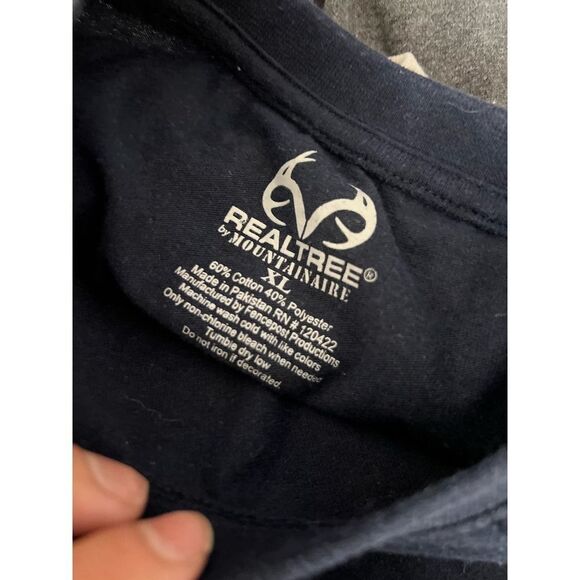 REALTREE®
by MOUNTAINAIRE
XL
60% Cotton 40% Polyester
Made in Pakistan RN # 120422
Manufactured by Fencepost Productions
Machine wash cold with like colors
Only non-chlorine bleach when needed
Tumble dry low
Do not iron if decorated.